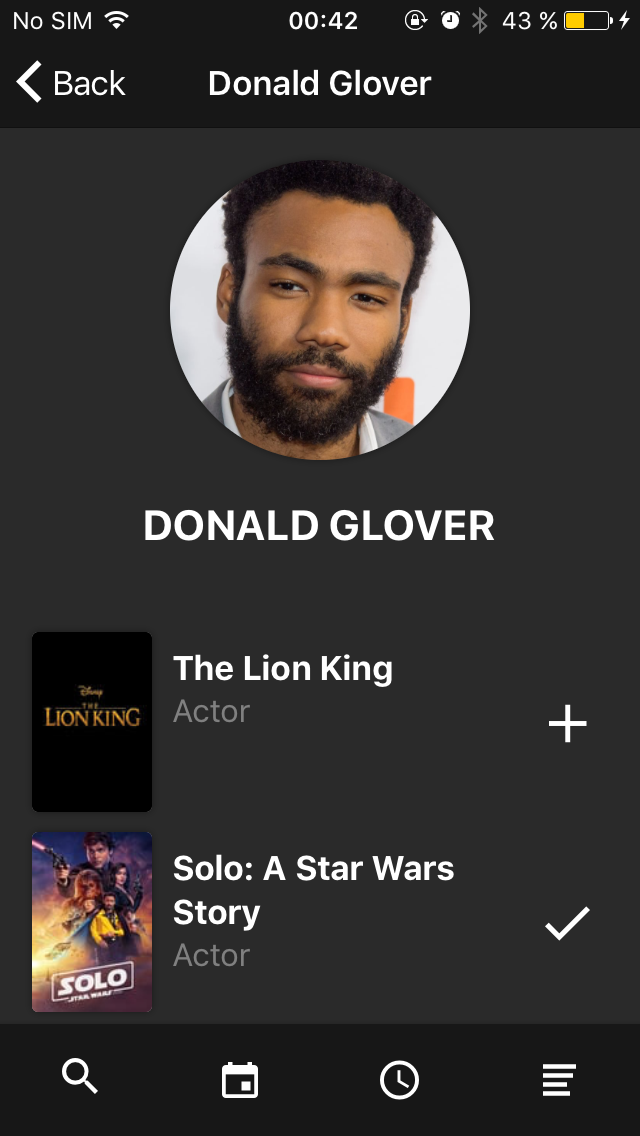 No SIM 00:42 43 %
Back Donald Glover
DONALD GLOVER
The Lion King
Actor
Disney
THE
LION KING
Solo: A Star Wars
Story
Actor
SOLO
A STAR WARS STORY